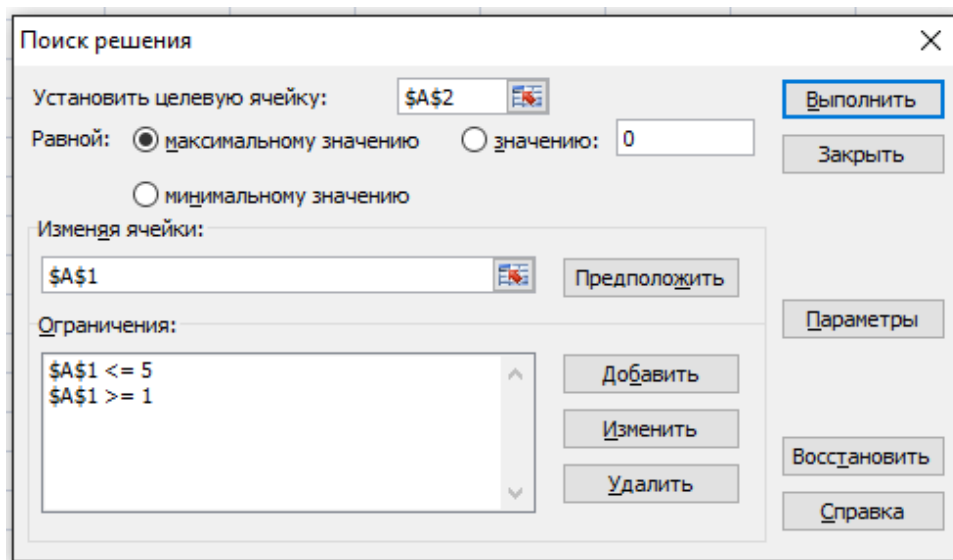 Поиск решения
Установить целевую ячейку: $A$2
Выполнить
Равной: максимальному значению значению: 0
Закрыть
минимальному значению
Изменяя ячейки:
$A$1
Предположить
Ограничения:
Параметры
$A$1 <= 5
$A$1 >= 1
Добавить
Изменить
Восстановить
Удалить
Справка